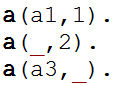 a(a1,1).
a(_,2).
a(a3,_).